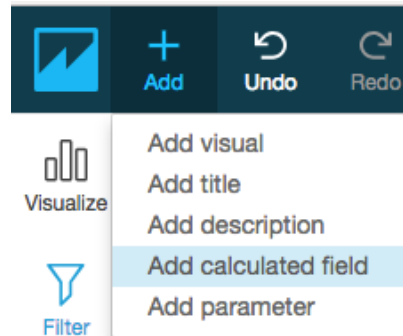 Add
Undo
Redo
Visualize
Filter
Add visual
Add title
Add description
Add calculated field
Add parameter